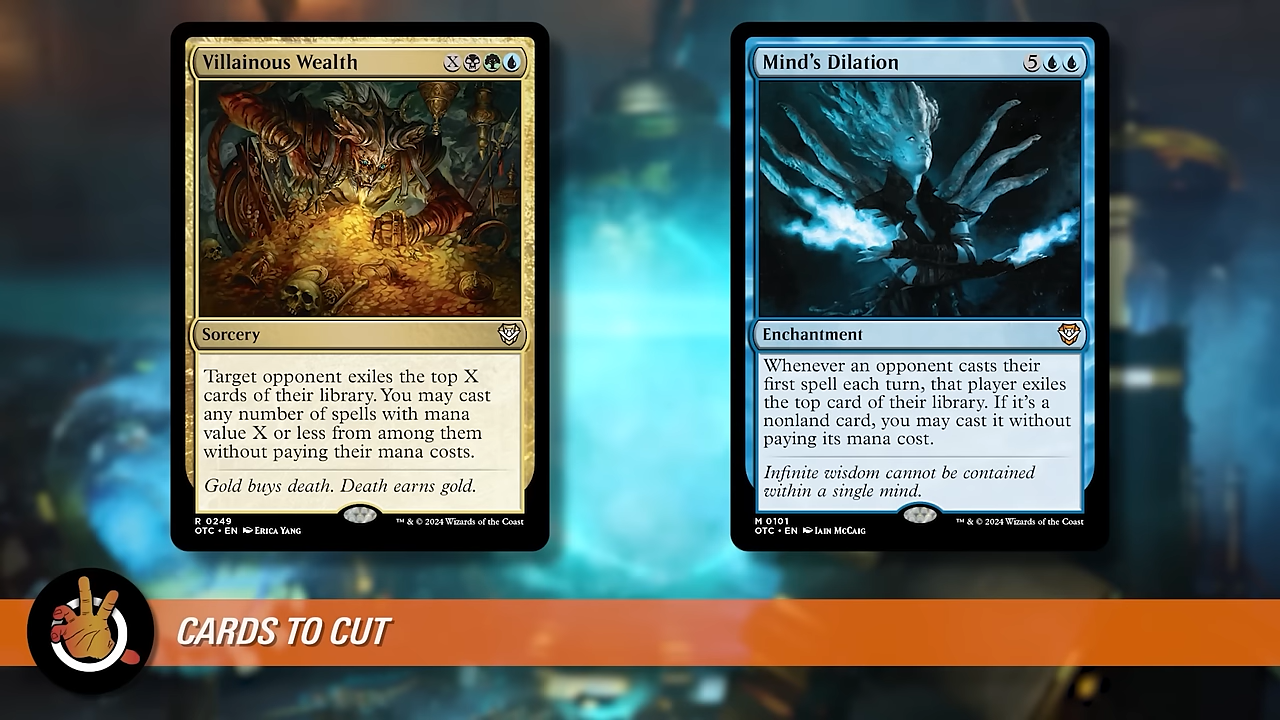 Villainous Wealth X
Sorcery
Target opponent exiles the top X
cards of their library. You may cast
any number of spells with mana
value X or less from among them
without paying their mana costs.
Gold buys death. Death earns gold.
R 0249
OTC • EN Erica Yang
™ & © 2024 Wizards of the Coast
Mind's Dilation 5
Enchantment
Whenever an opponent casts their
first spell each turn, that player exiles
the top card of their library. If it's a
nonland card, you may cast it without
paying its mana cost.
Infinite wisdom cannot be contained
within a single mind.
M 0101
OTC • EN Iain McCaig
™ & © 2024 Wizards of the Coast
CARDS TO CUT